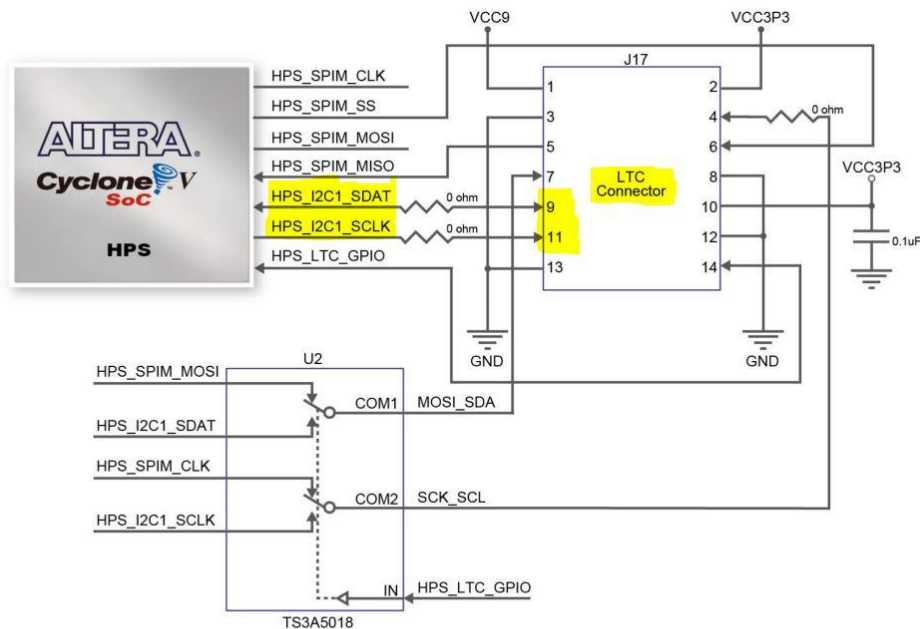 VCC9
VCC3P3
J17
HPS_SPIM_CLK
HPS_SPIM_SS
HPS_SPIM_MOSI
HPS_SPIM_MISO
HPS_I2C1_SDAT
0 ohm
HPS_I2C1_SCLK
0 ohm
HPS_LTC_GPIO
ALTERA
Cyclone V
SoC
HPS
1
3
5
7
9
11
13
LTC
Connector
2
4
6
8
10
12
14
0 ohm
VCC3P3
0.1uF
GND
GND
U2
HPS_SPIM_MOSI
HPS_I2C1_SDAT
HPS_SPIM_CLK
HPS_I2C1_SCLK
COM1
MOSI_SDA
COM2
SCK_SCL
IN
HPS_LTC_GPIO
TS3A5018